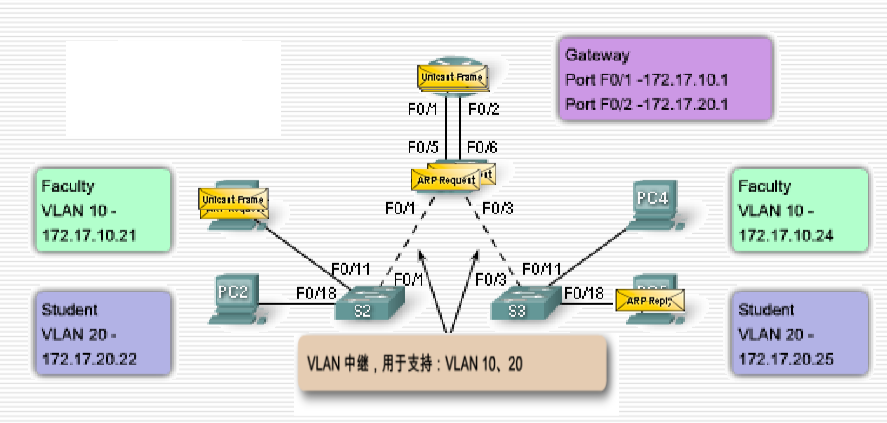 Gateway
Port F0/1 -172.17.10.1
Port F0/2 -172.17.20.1
Unicast Frame
F0/1
F0/2
F0/5
F0/6
ARP Request
F0/1
F0/3
Faculty
VLAN 10 -
172.17.10.21
Unicast Frame
PC4
Faculty
VLAN 10 -
172.17.10.24
F0/11
F0/1
F0/3
F0/11
Student
VLAN 20 -
172.17.20.22
PC2
F0/18
S2
S3
F0/18
ARP Reply
Student
VLAN 20 -
172.17.20.25
VLAN 中继，用于支持：VLAN 10、20